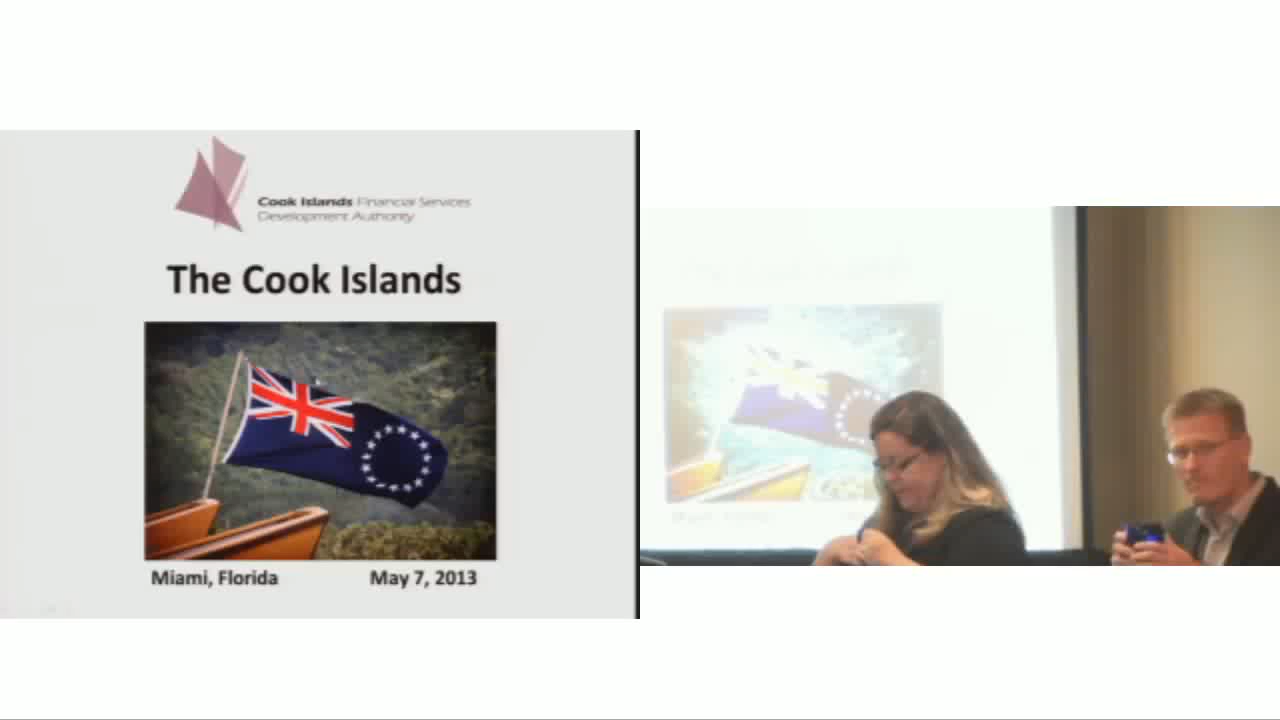 Cook Islands Financial Services
Development Authority
The Cook Islands
Miami, Florida
May 7, 2013